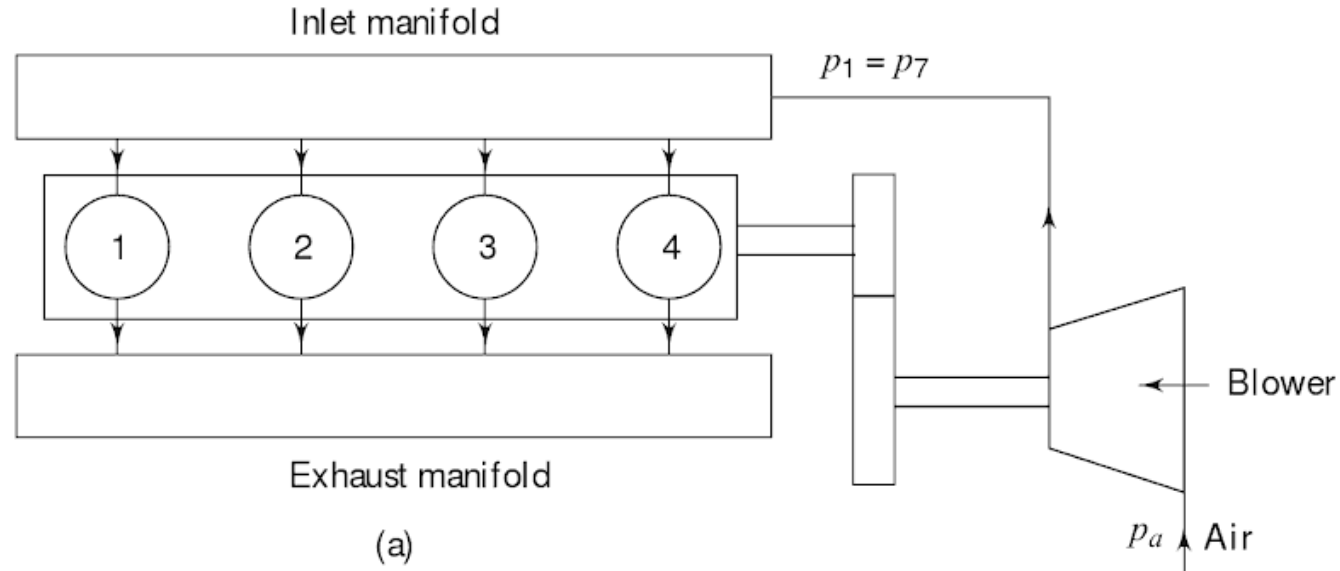 Inlet manifold
p1 = p7
1 2 3 4
Blower
Exhaust manifold
pa Air
(a)